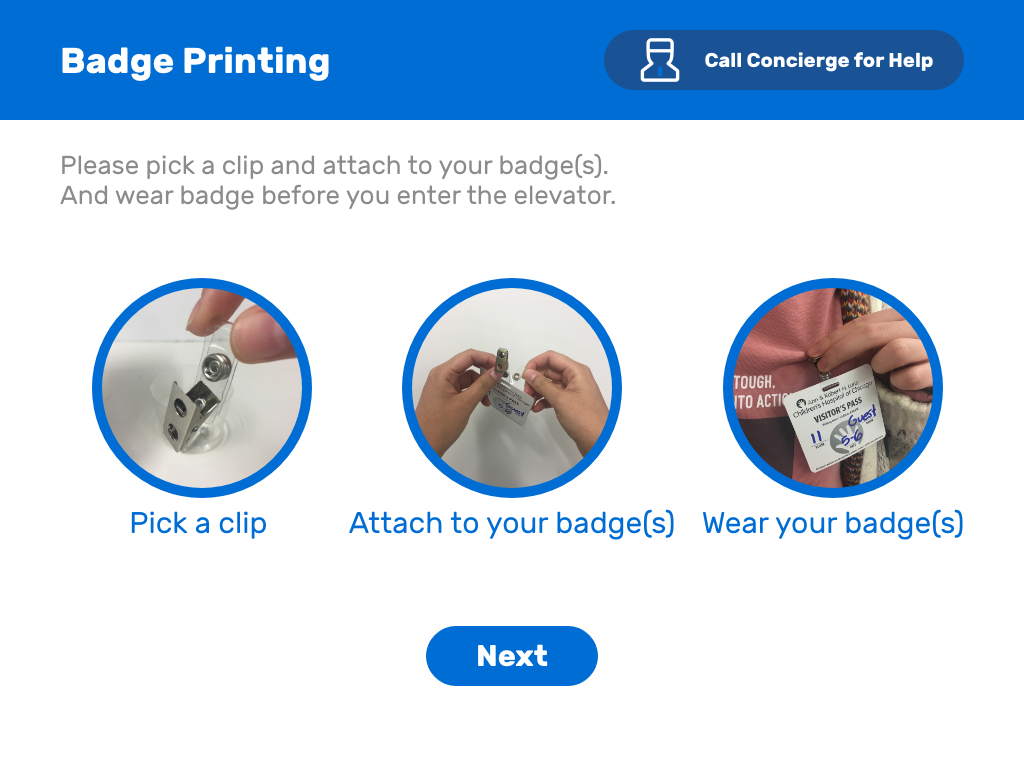 Badge Printing
Call Concierge for Help
Please pick a clip and attach to your badge(s).
And wear badge before you enter the elevator.
TOUGH,
Ann & Robert H. Lurie
Children's Hospital of Chicago
VISITOR'S PASS
11
5-6
Guest
Guest
Pick a clip
Attach to your badge(s)
Wear your badge(s)
Next